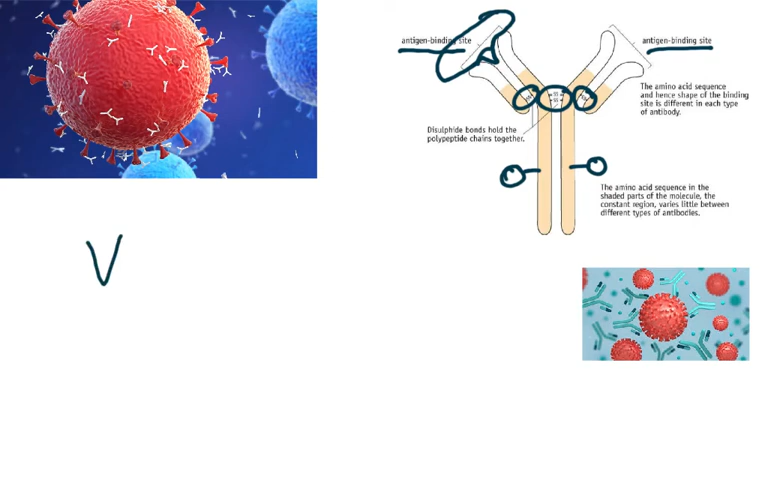 antigen-binding site
antigen-binding site
The amino acid sequence
and hence shape of the binding
site is different in each type
of antibody.
Disulphide bonds hold the
polypeptide chains together.
The amino acid sequence in the
shaded parts of the molecule, the
constant region, varies little between
different types of antibodies.
V